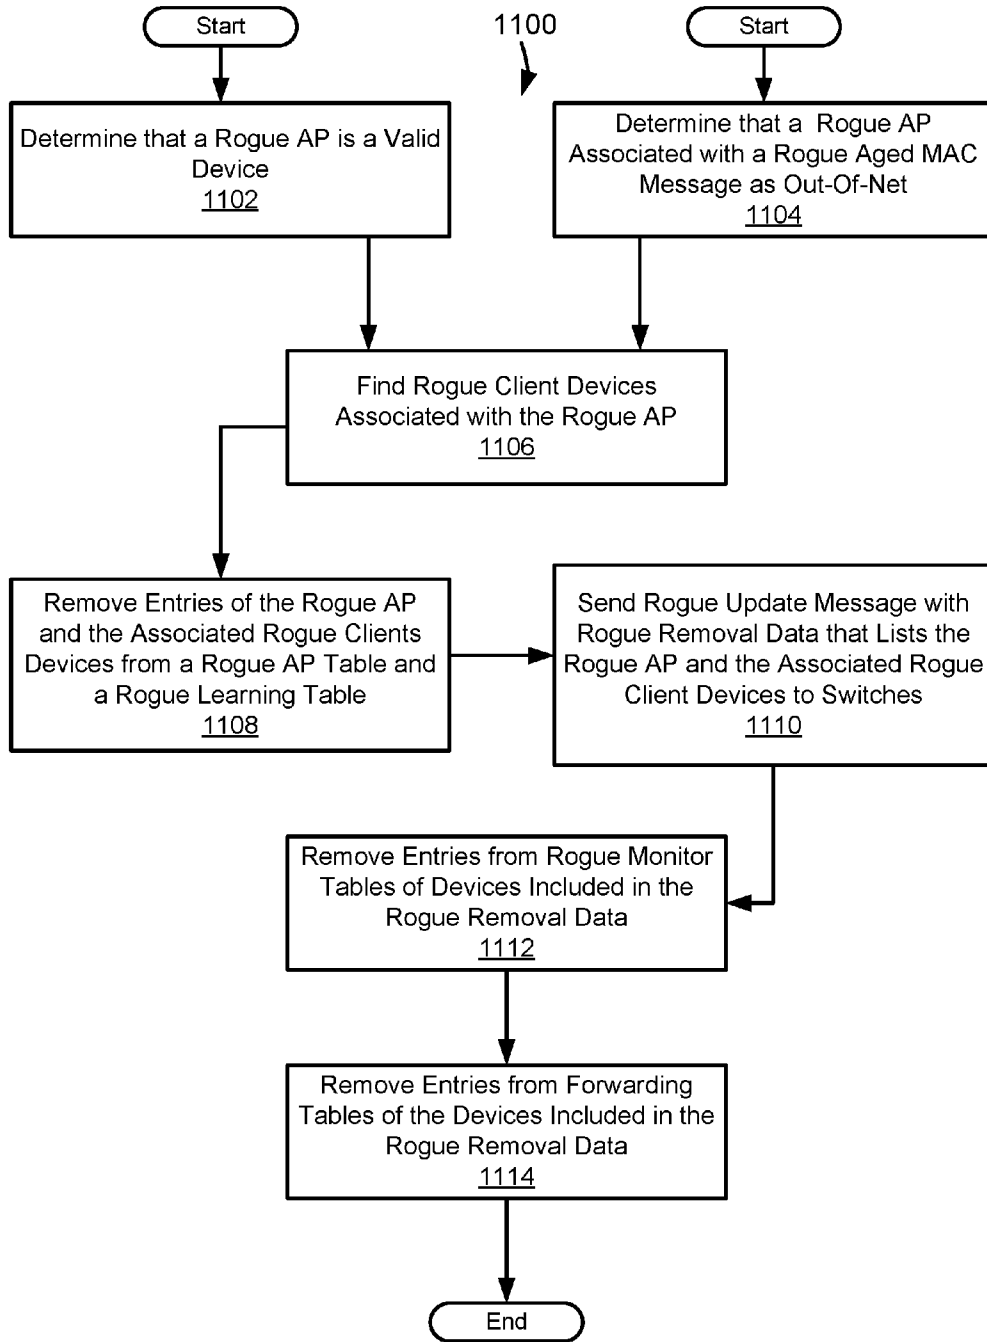 Start
1100
Start
Determine that a Rogue AP is a Valid
Device
1102
Determine that a Rogue AP
Associated with a Rogue Aged MAC
Message as Out-Of-Net
1104
Find Rogue Client Devices
Associated with the Rogue AP
1106
Remove Entries of the Rogue AP
and the Associated Rogue Clients
Devices from a Rogue AP Table and
a Rogue Learning Table
1108
Send Rogue Update Message with
Rogue Removal Data that Lists the
Rogue AP and the Associated Rogue
Client Devices to Switches
1110
Remove Entries from Rogue Monitor
Tables of Devices Included in the
Rogue Removal Data
1112
Remove Entries from Forwarding
Tables of the Devices Included in the
Rogue Removal Data
1114
End